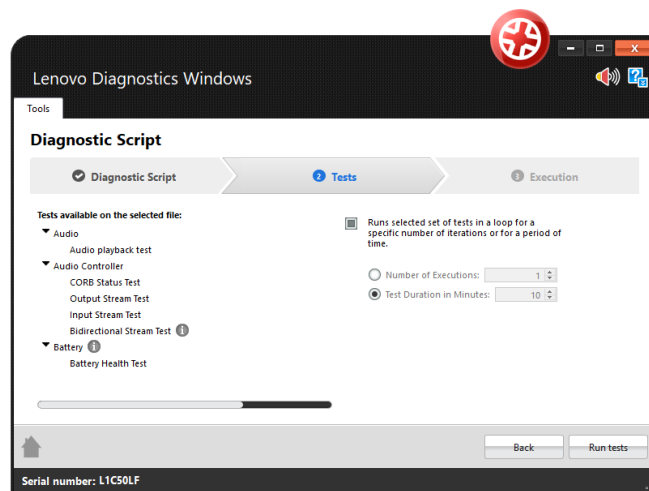 Lenovo Diagnostics Windows
Tools
Diagnostic Script
Diagnostic Script
2 Tests
3 Execution
Tests available on the selected file:
Audio
Audio playback test
Audio Controller
CORB Status Test
Output Stream Test
Input Stream Test
Bidirectional Stream Test
Battery
Battery Health Test
Runs selected set of tests in a loop for a
specific number of iterations or for a period of
time.
Number of Executions: 1
Test Duration in Minutes: 10
Back
Run tests
Serial number: L1C50LF